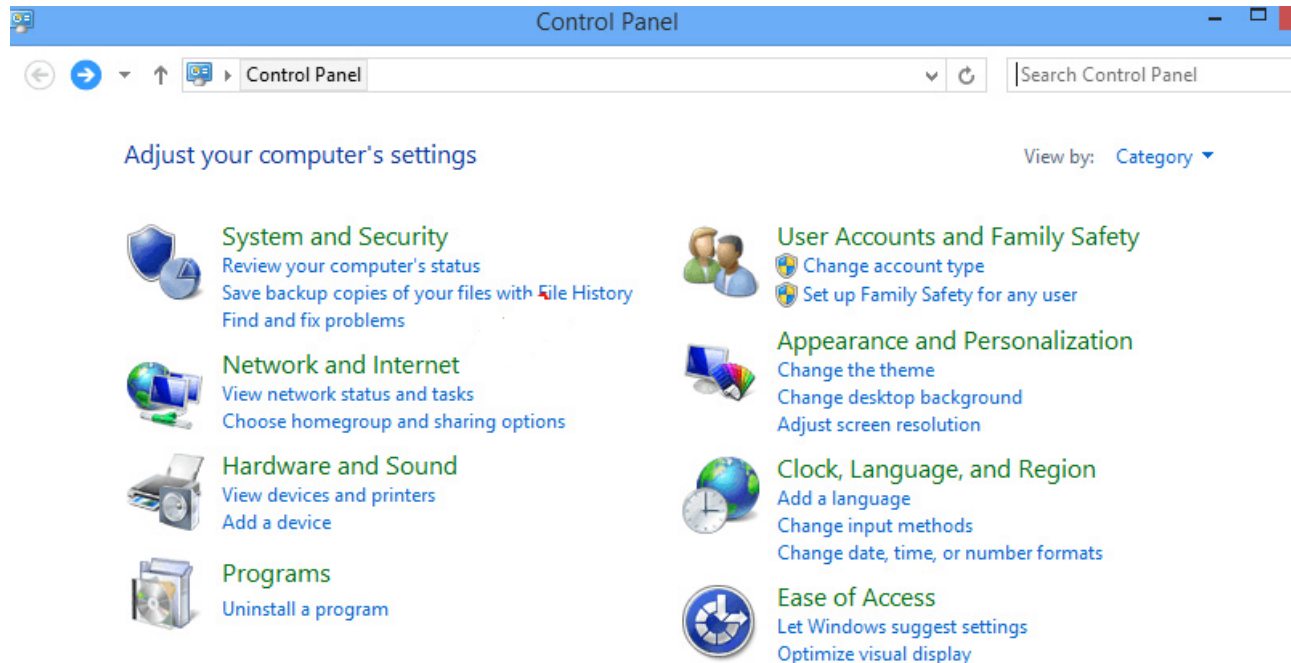 Control Panel
Control Panel
Search Control Panel
Adjust your computer's settings
View by: Category
System and Security
Review your computer's status
Save backup copies of your files with File History
Find and fix problems
Network and Internet
View network status and tasks
Choose homegroup and sharing options
Hardware and Sound
View devices and printers
Add a device
Programs
Uninstall a program
User Accounts and Family Safety
Change account type
Set up Family Safety for any user
Appearance and Personalization
Change the theme
Change desktop background
Adjust screen resolution
Clock, Language, and Region
Add a language
Change input methods
Change date, time, or number formats
Ease of Access
Let Windows suggest settings
Optimize visual display